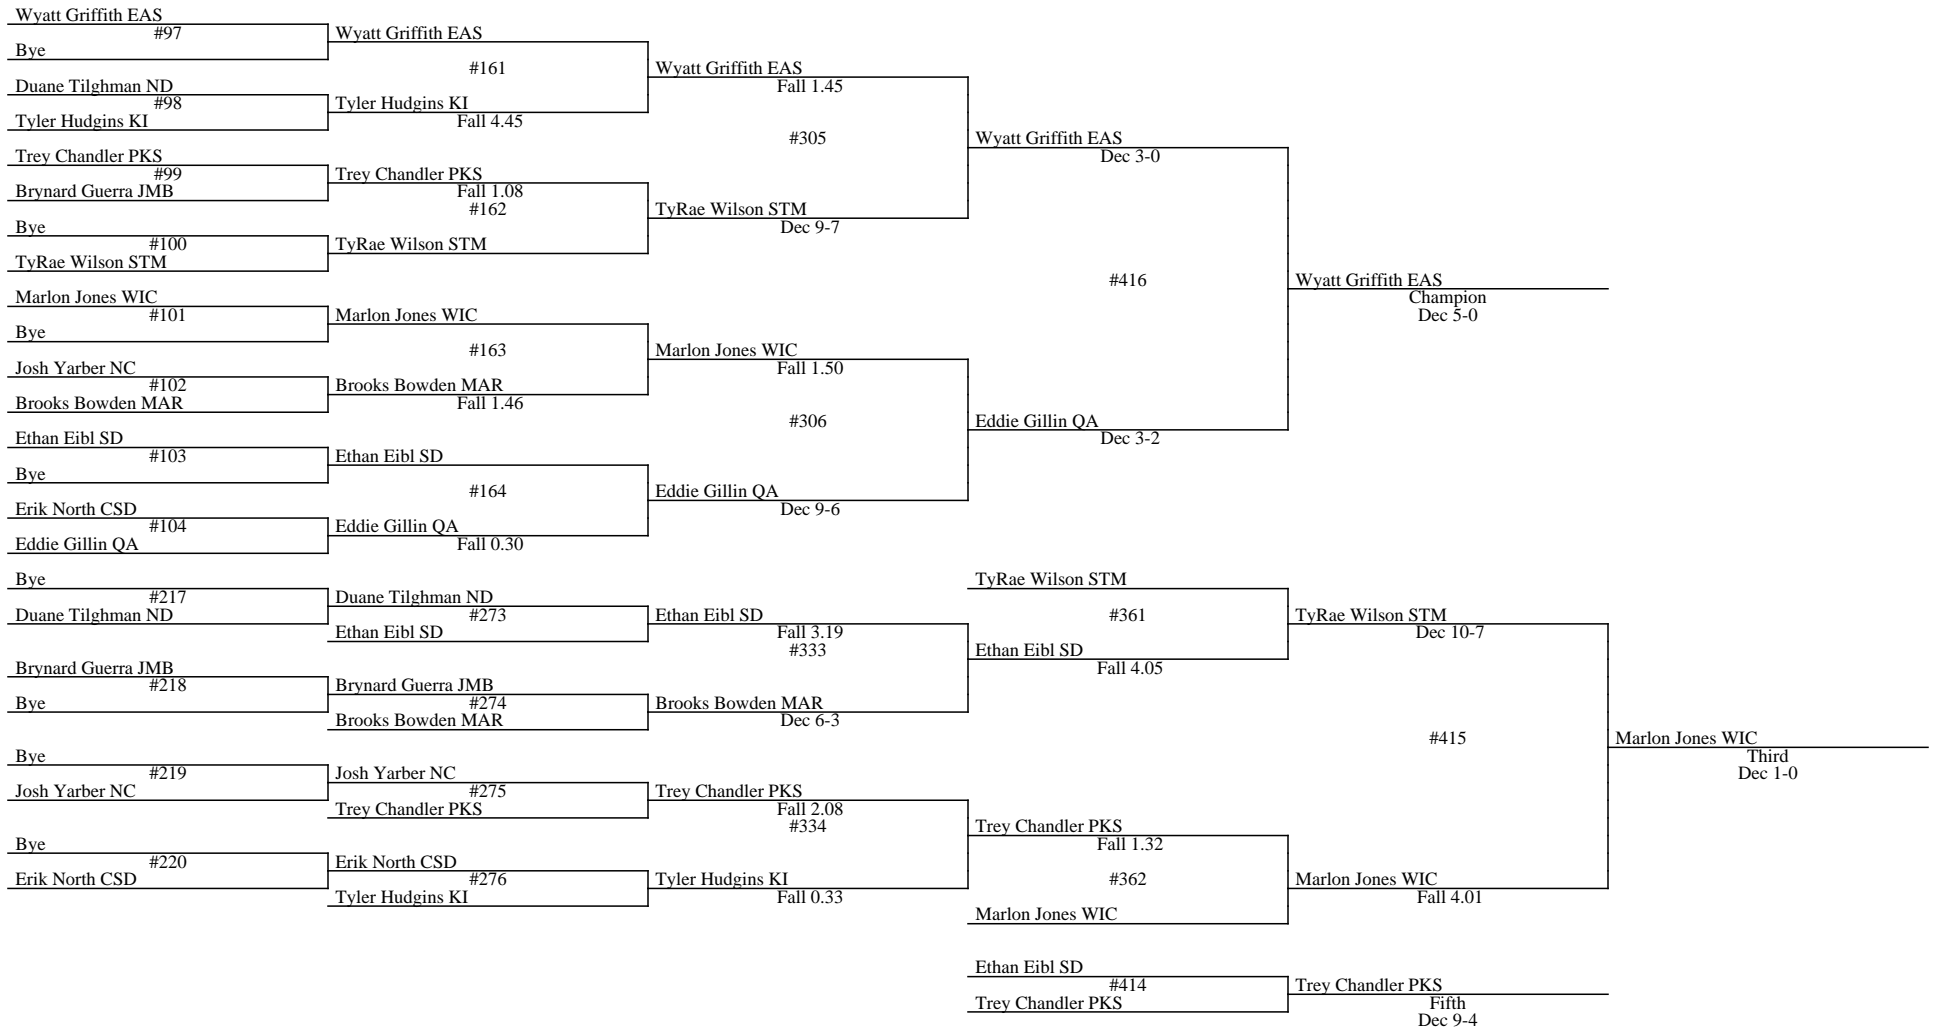 Wyatt Griffith EAS
#97
Bye
Duane Tilghman ND
#98
Tyler Hudgins KI
Trey Chandler PKS
#99
Brynard Guerra JMB
Bye
#100
TyRae Wilson STM
Marlon Jones WIC
#101
Bye
Josh Yarber NC
#102
Brooks Bowden MAR
Ethan Eibl SD
#103
Bye
Erik North CSD
#104
Eddie Gillin QA
Wyatt Griffith EAS
#161
Tyler Hudgins KI
Fall 4.45
Trey Chandler PKS
Fall 1.08
#162
TyRae Wilson STM
Marlon Jones WIC
#163
Brooks Bowden MAR
Fall 1.46
Ethan Eibl SD
#164
Eddie Gillin QA
Fall 0.30
Wyatt Griffith EAS
Fall 1.45
#305
TyRae Wilson STM
Dec 9-7
Marlon Jones WIC
Fall 1.50
#306
Eddie Gillin QA
Dec 9-6
Wyatt Griffith EAS
Dec 3-0
#416
Eddie Gillin QA
Dec 3-2
Wyatt Griffith EAS
Champion
Dec 5-0
Bye
#217
Duane Tilghman ND
Brynard Guerra JMB
#218
Bye
Bye
#219
Josh Yarber NC
Bye
#220
Erik North CSD
Duane Tilghman ND
#273
Ethan Eibl SD
Brynard Guerra JMB
#274
Brooks Bowden MAR
Josh Yarber NC
#275
Trey Chandler PKS
Erik North CSD
#276
Tyler Hudgins KI
Ethan Eibl SD
Fall 3.19
#333
Brooks Bowden MAR
Dec 6-3
Trey Chandler PKS
Fall 2.08
#334
Tyler Hudgins KI
Fall 0.33
TyRae Wilson STM
#361
Ethan Eibl SD
Fall 4.05
Trey Chandler PKS
Fall 1.32
#362
Marlon Jones WIC
TyRae Wilson STM
Dec 10-7
#415
Marlon Jones WIC
Fall 4.01
Marlon Jones WIC
Third
Dec 1-0
Ethan Eibl SD
#414
Trey Chandler PKS
Trey Chandler PKS
Fifth
Dec 9-4